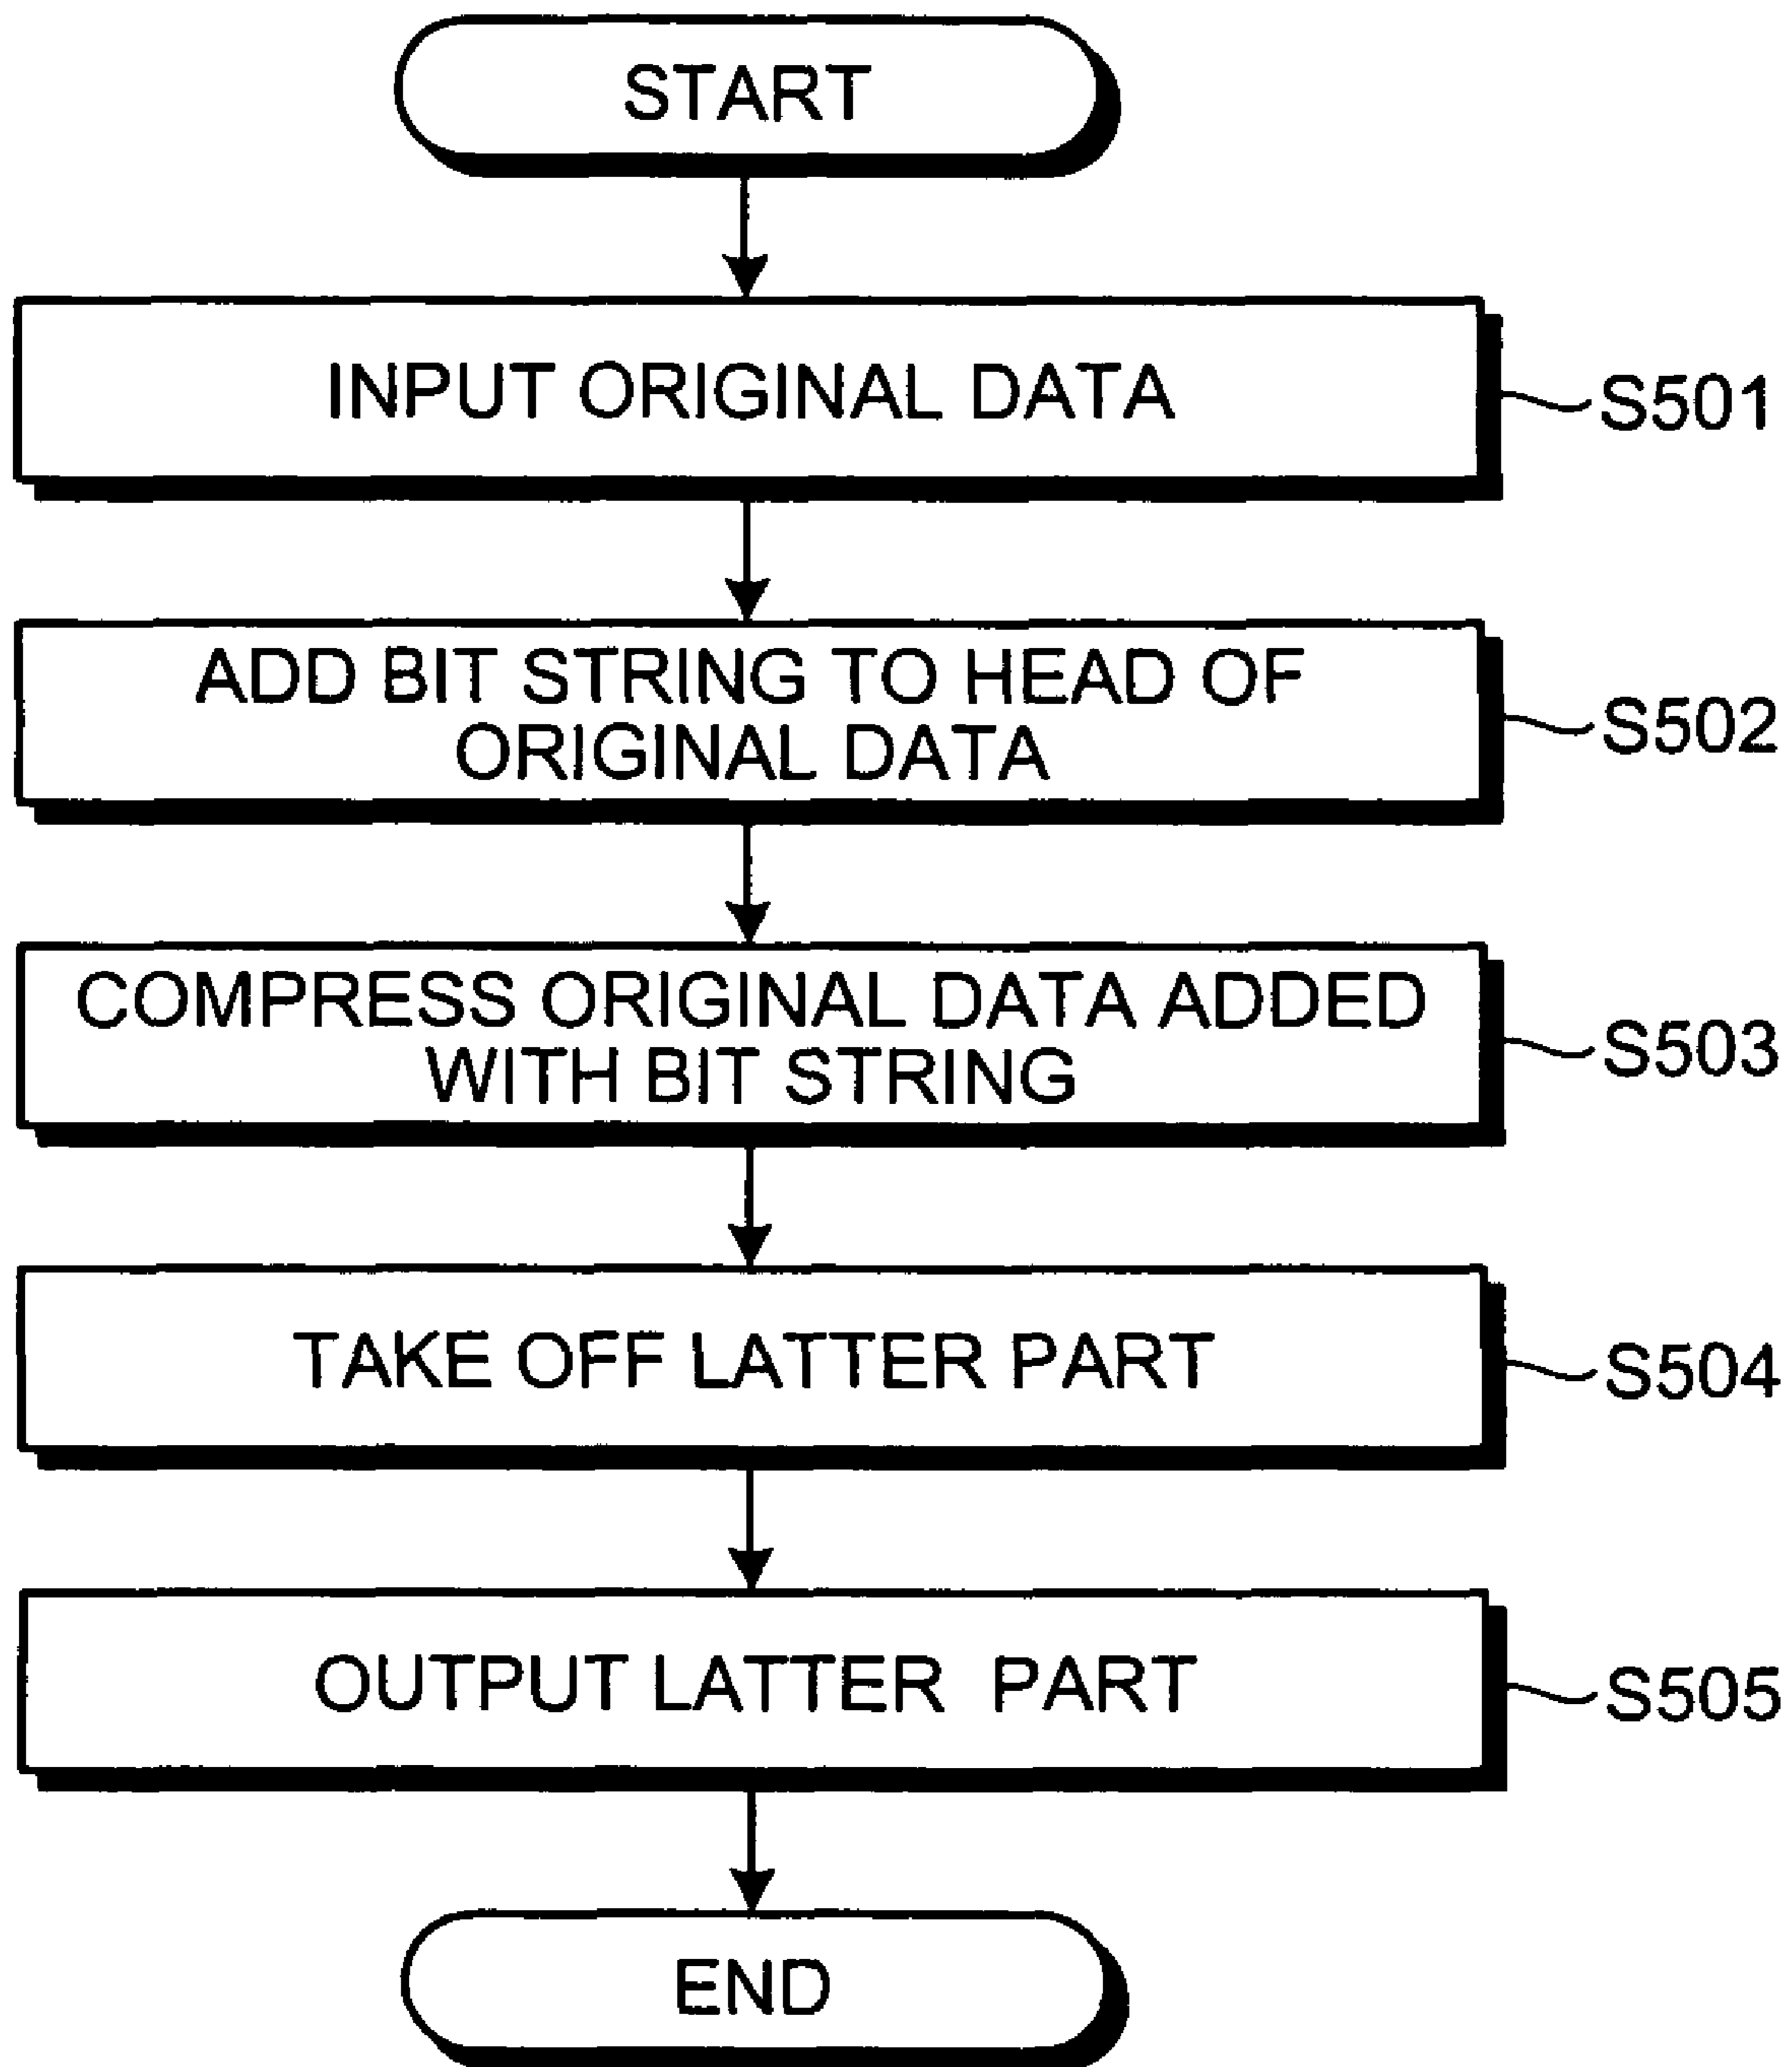 START
INPUT ORIGINAL DATA
S501
ADD BIT STRING TO HEAD OF
ORIGINAL DATA
S502
COMPRESS ORIGINAL DATA ADDED
WITH BIT STRING
S503
TAKE OFF LATTER PART
S504
OUTPUT LATTER PART
S505
END